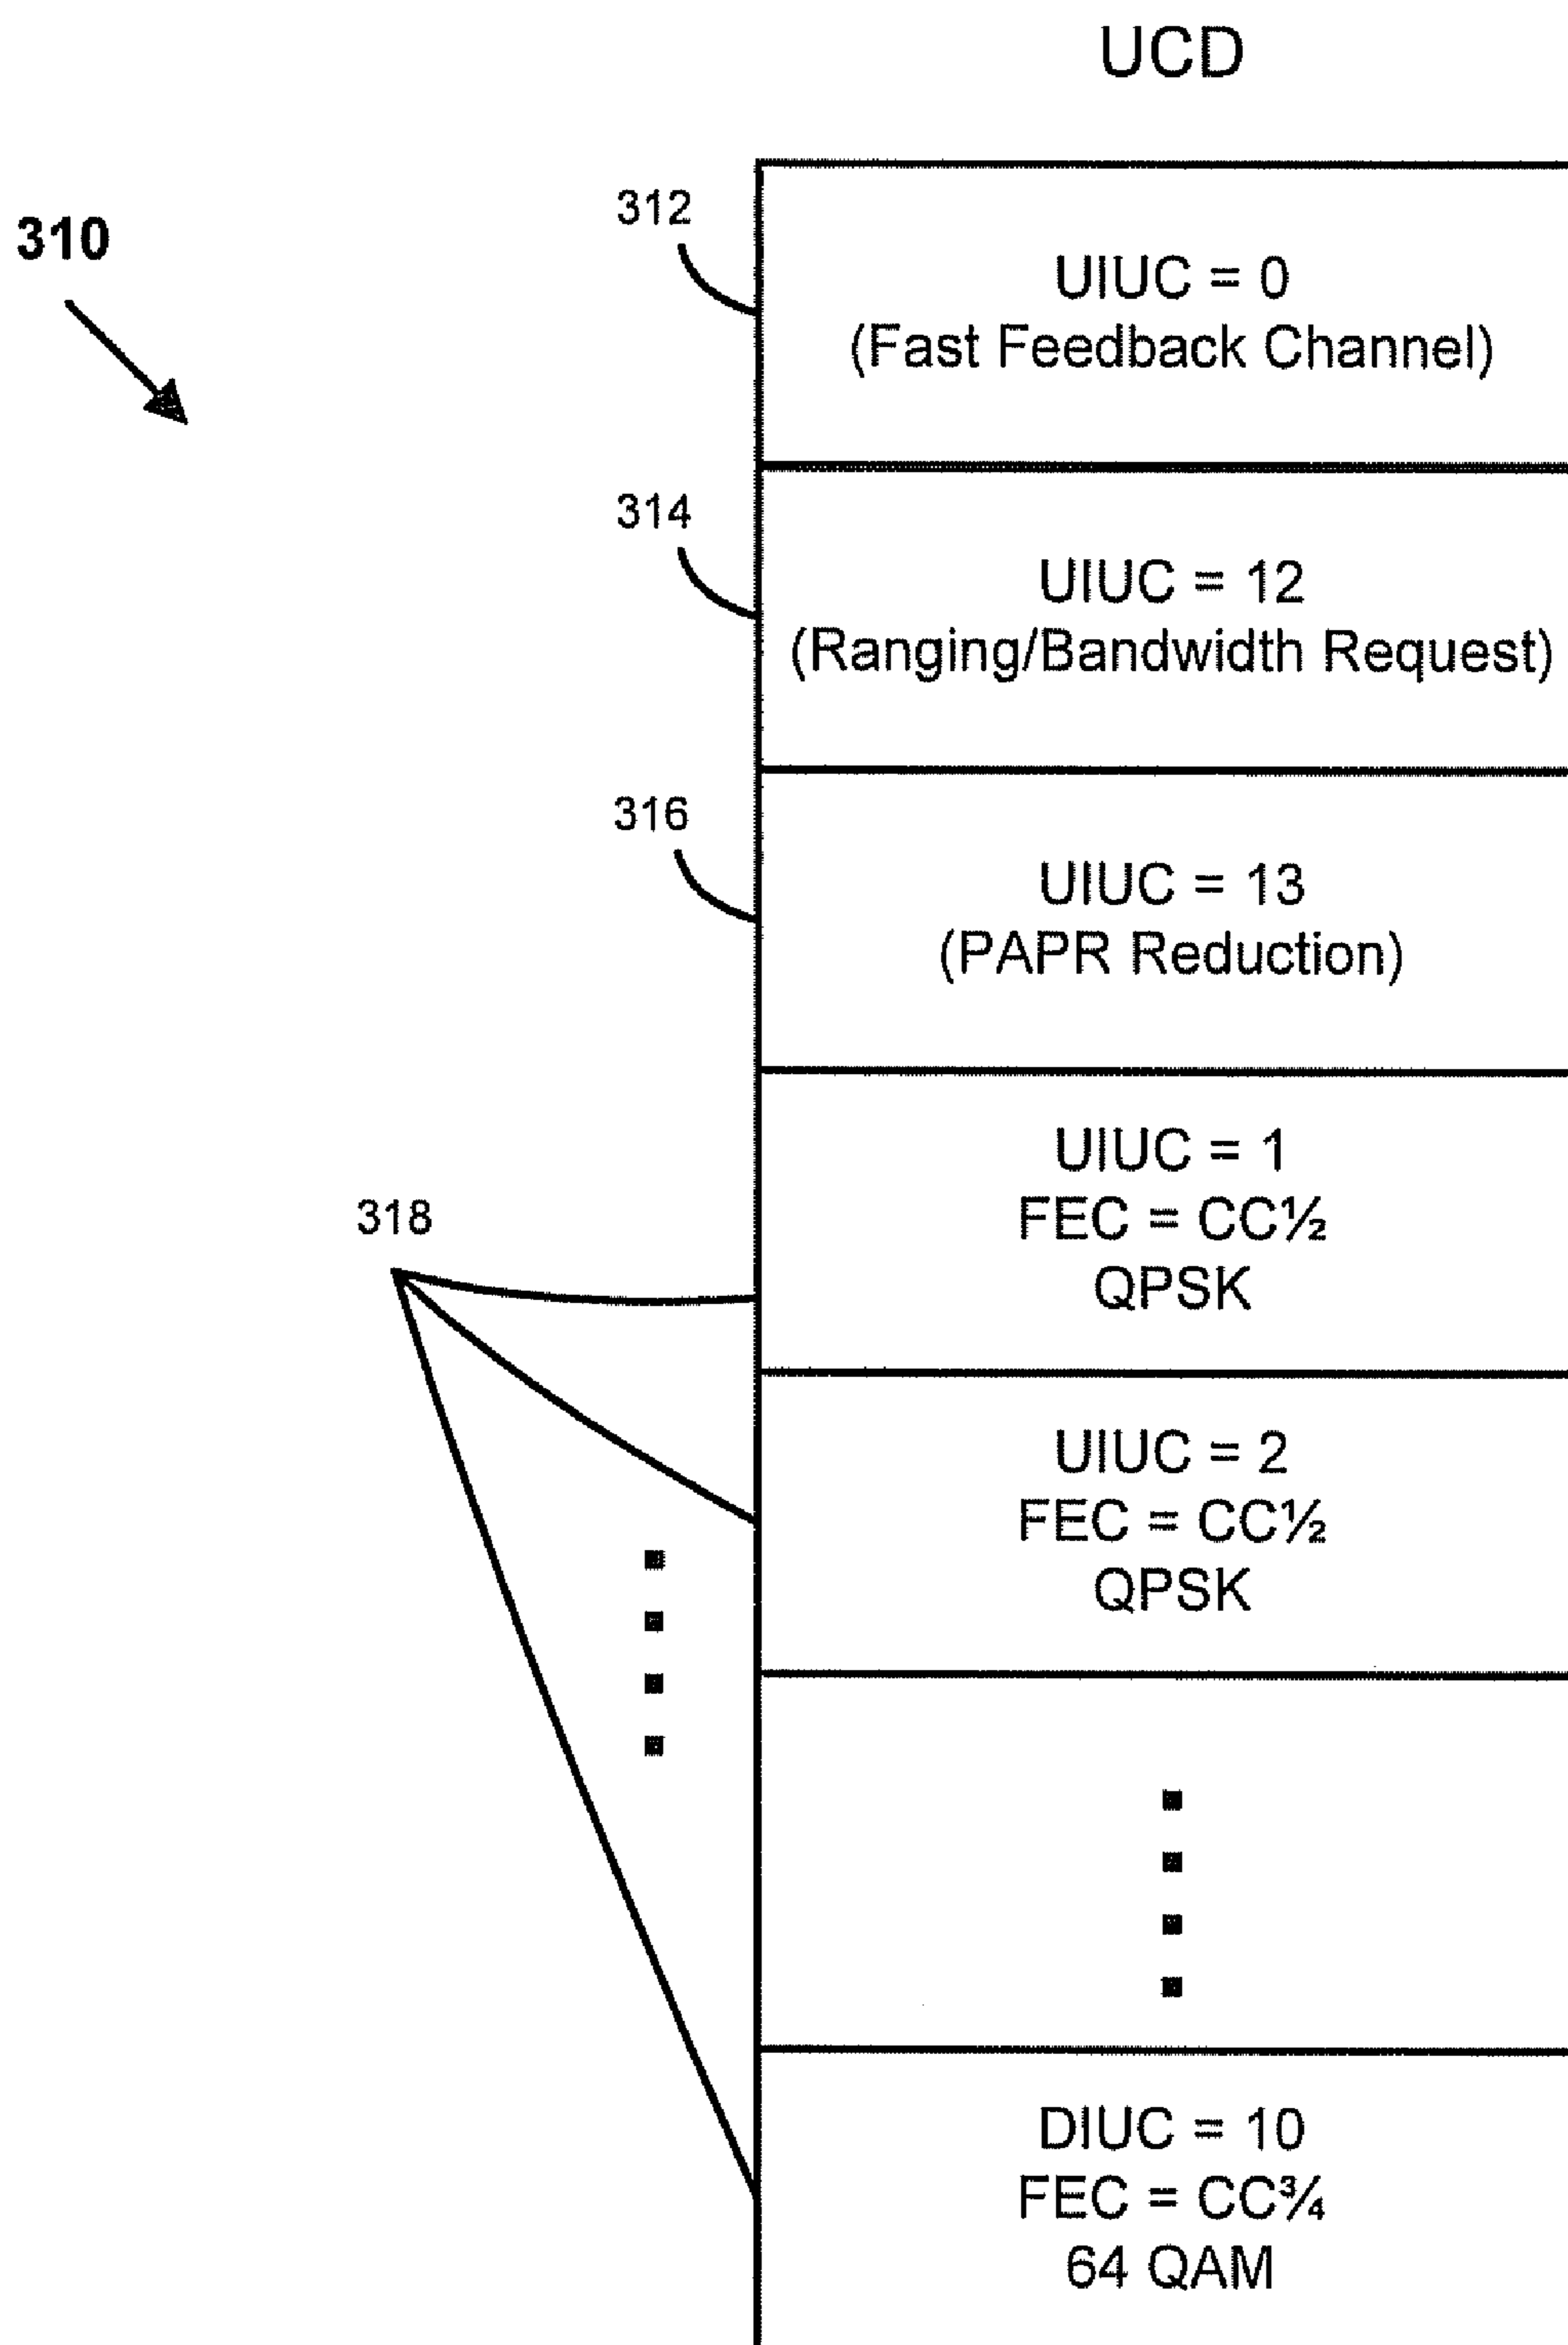 UCD
310
312
UIUC = 0
(Fast Feedback Channel)
314
UIUC = 12
(Ranging/Bandwidth Request)
316
UIUC = 13
(PAPR Reduction)
318
UIUC = 1
FEC = CC½
QPSK
UIUC = 2
FEC = CC½
QPSK
DIUC = 10
FEC = CC¾
64 QAM